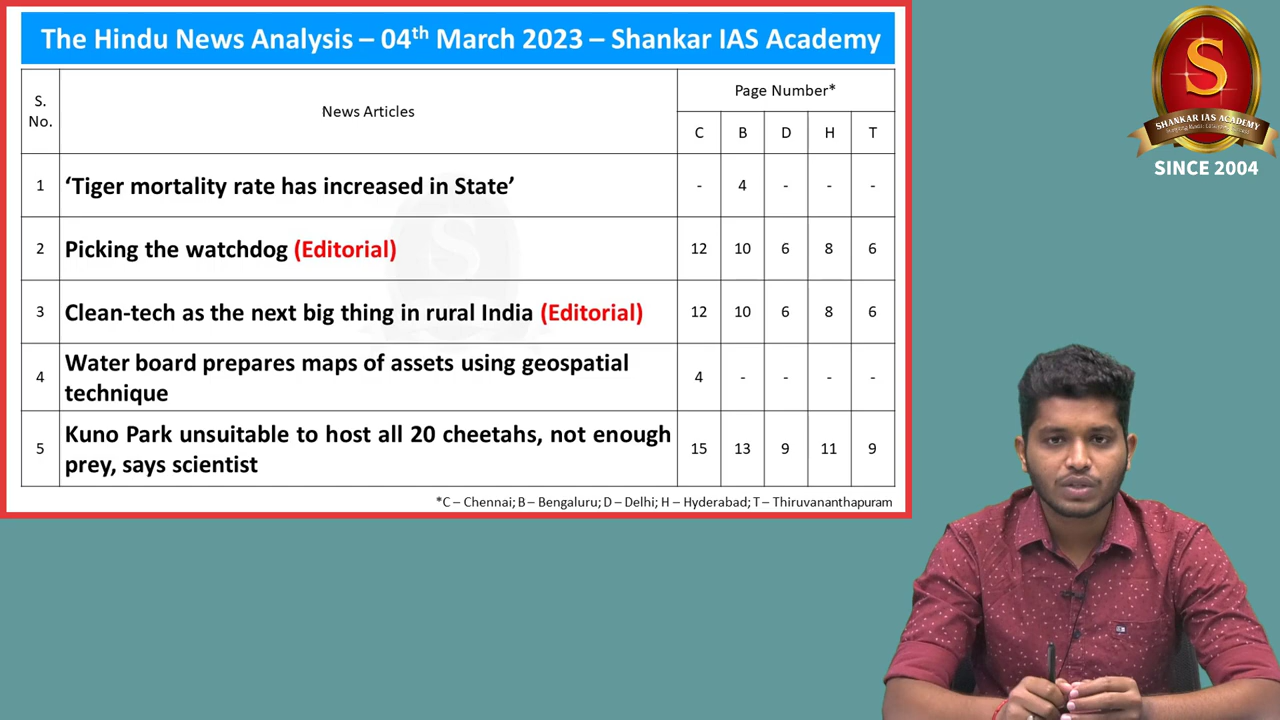 The Hindu News Analysis – 04th March 2023 – Shankar IAS Academy
S. No.
News Articles
Page Number*
C B D H T
1 ‘Tiger mortality rate has increased in State’ - 4 - - -
2 Picking the watchdog (Editorial) 12 10 6 8 6
3 Clean-tech as the next big thing in rural India (Editorial) 12 10 6 8 6
4 Water board prepares maps of assets using geospatial
technique 4 - - - -
5 Kuno Park unsuitable to host all 20 cheetahs, not enough
prey, says scientist 15 13 9 11 9
*C – Chennai; B – Bengaluru; D – Delhi; H – Hyderabad; T – Thiruvananthapuram
S
SHANKAR IAS ACADEMY
SINCE 2004